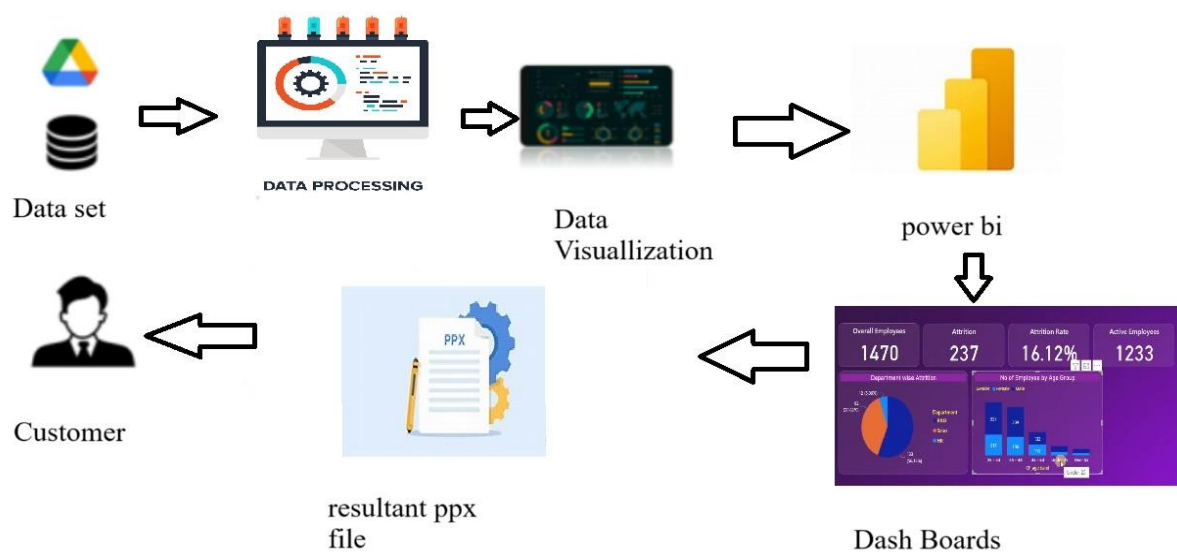 Data set
DATA PROCESSING
Data
Visuallization
power bi
Customer
PPX
resultant ppx
file
Overall Employees
1470
Attrition
237
Attrition Rate
16.12%
Active Employees
1233
Department wise Attrition
Department
No of Employee by Age Group
Dash Boards